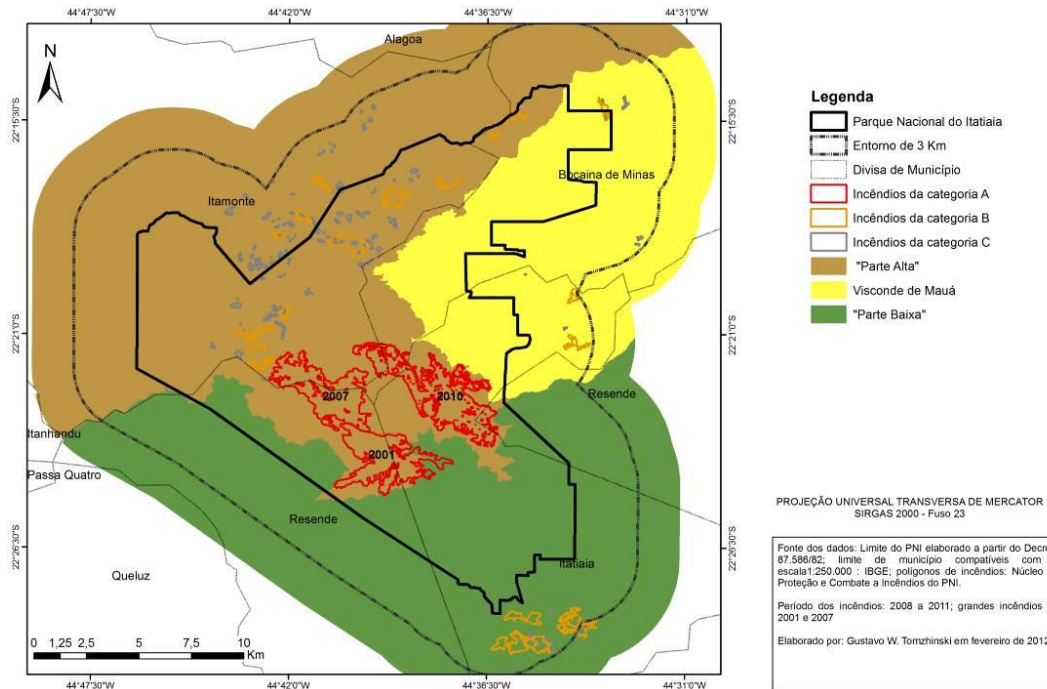 44°47'30"W 44°42'0"W 44°36'30"W 44°31'0"W
N
Alagoa
22°15'30"S 22°15'30"S
Bocaina de Minas
Itamonte
22°21'0"S 22°21'0"S
2007 2010
Resende
Itanhandu
2001
Passa Quatro
Resende
22°26'30"S 22°26'30"S
Itatiaia
Queluz
0 1,25 2,5 5 7,5 10
Km
44°47'30"W 44°42'0"W 44°36'30"W 44°31'0"W
Legenda
Parque Nacional do Itatiaia
Entorno de 3 Km
Divisa de Município
Incêndios da categoria A
Incêndios da categoria B
Incêndios da categoria C
"Parte Alta"
Visconde de Mauá
"Parte Baixa"
PROJEÇÃO UNIVERSAL TRANSVERSA DE MERCATOR
SIRGAS 2000 - Fuso 23
Fonte dos dados: Limite do PNI elaborado a partir do Decre
87.586/82; limite de município compatíveis com
escala1:250.000 : IBGE; polígonos de incêndios: Núcleo
Proteção e Combate a Incêndios do PNI.
Período dos incêndios: 2008 a 2011; grandes incêndios
2001 e 2007
Elaborado por: Gustavo W. Tomzhinski em fevereiro de 2012